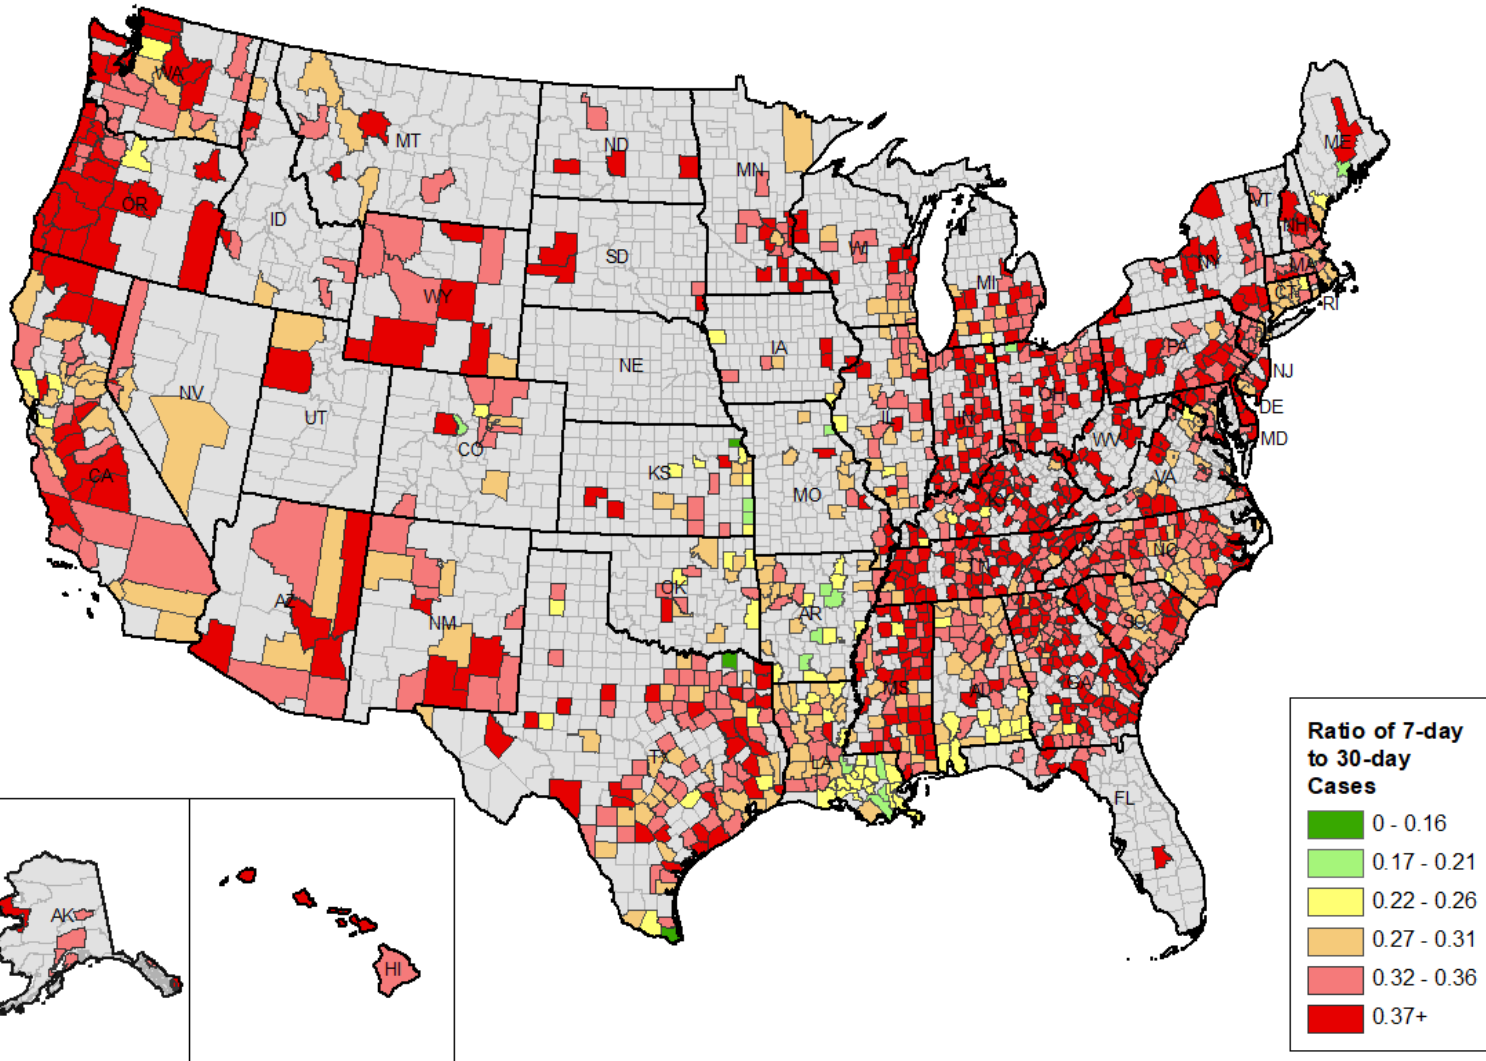 WA
MT
ND
MN
ME
OR
ID
SD
WI
MI
VT
NH
NY
MA
CT
RI
WY
NV
UT
CO
NE
IA
IL
IN
OH
PA
NJ
DE
MD
WV
VA
CA
KS
MO
KY
AZ
NM
OK
AR
TN
NC
SC
MS
AL
GA
TX
LA
FL
AK
HI
Ratio of 7-day
to 30-day
Cases
0 - 0.16
0.17 - 0.21
0.22 - 0.26
0.27 - 0.31
0.32 - 0.36
0.37+